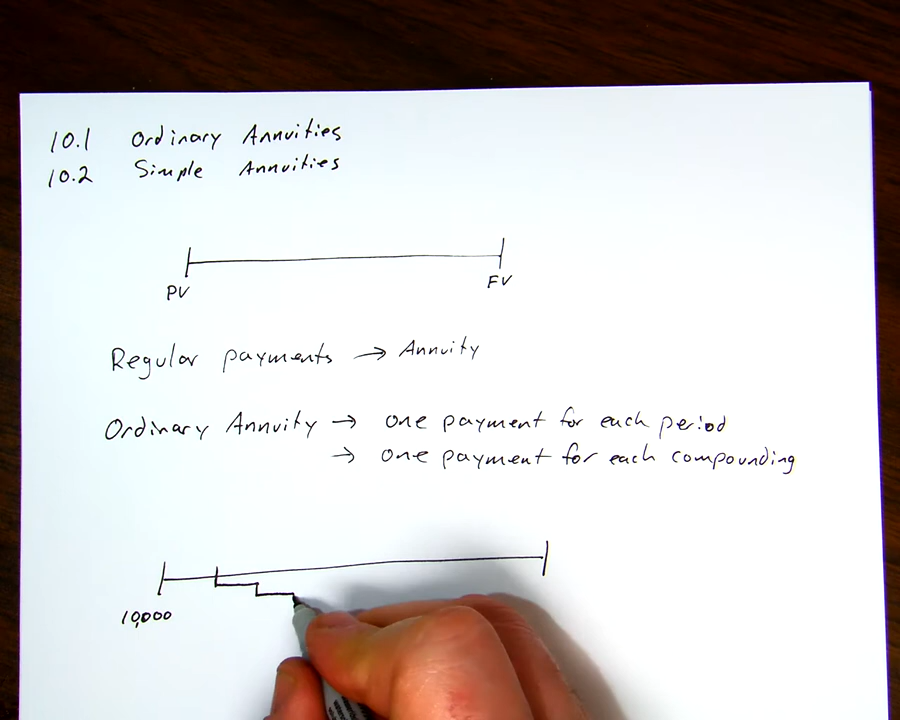 10.1 Ordinary Annuities
10.2 Simple Annuities
PV FV
Regular payments → Annuity
Ordinary Annuity → one payment for each period
→ one payment for each compounding
10,000